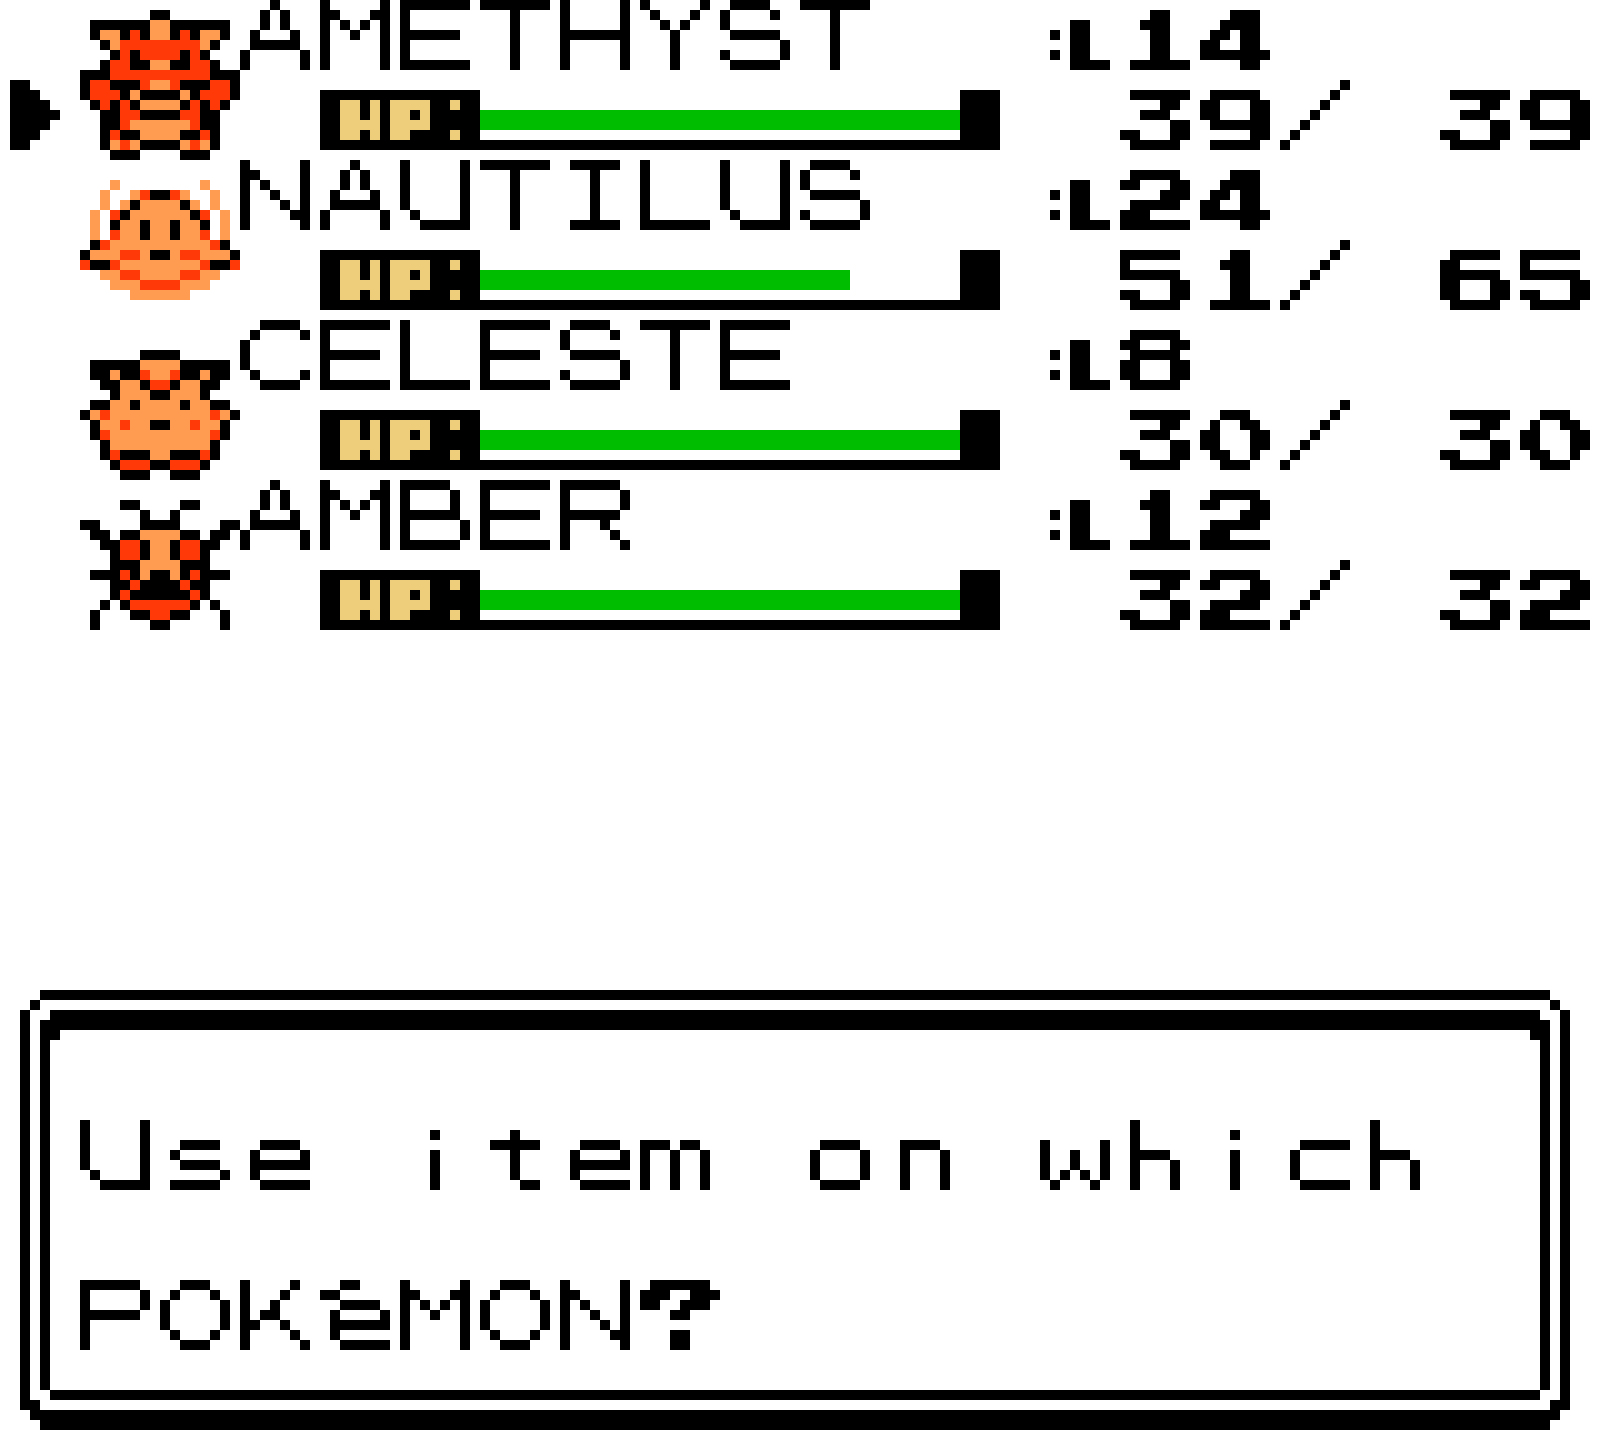 AMETHYST :L14
HP: 39/ 39
NAUTILUS :L24
HP: 51/ 65
CELESTE :L8
HP: 30/ 30
AMBER :L12
HP: 32/ 32
Use item on which
POKéMON?